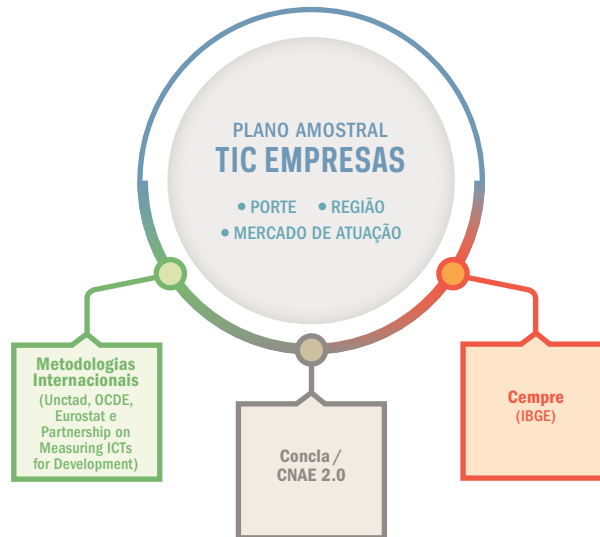 PLANO AMOSTRAL
TIC EMPRESAS
• PORTE • REGIÃO
• MERCADO DE ATUAÇÃO
Metodologias
Internacionais
(Unctad, OCDE,
Eurostat e
Partnership on
Measuring ICTs
for Development)
Concla /
CNAE 2.0
Cempre
(IBGE)